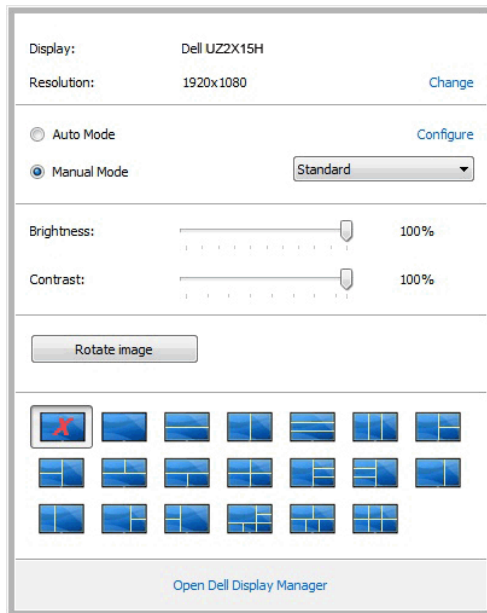 Display: Dell UZ2X15H
Resolution: 1920x1080 Change
Auto Mode Configure
Manual Mode Standard
Brightness: 100%
Contrast: 100%
Rotate image
X
Open Dell Display Manager